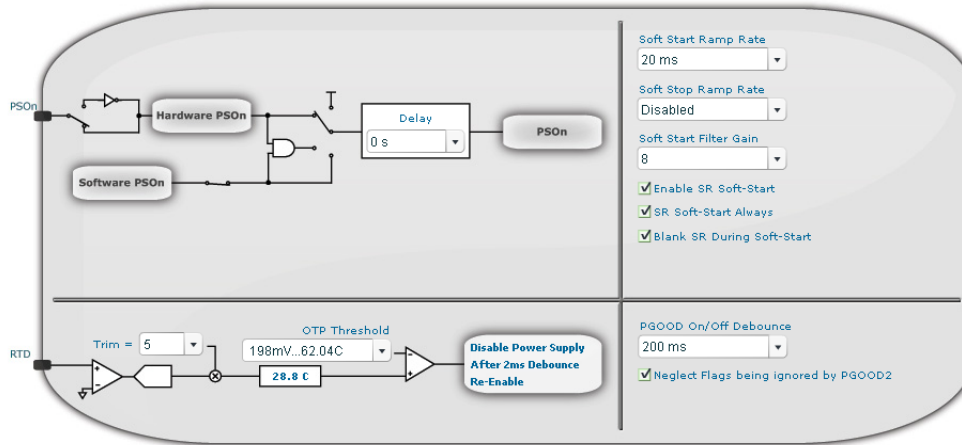 PSOn
Hardware PSOn
Software PSOn
Delay
0 s
PSOn
Soft Start Ramp Rate
20 ms
Soft Stop Ramp Rate
Disabled
Soft Start Filter Gain
8
Enable SR Soft-Start
SR Soft-Start Always
Blank SR During Soft-Start
RTD
Trim = 5
OTP Threshold
198mV...62.04C
28.8 C
Disable Power Supply
After 2ms Debounce
Re-Enable
PGOOD On/Off Debounce
200 ms
Neglect Flags being ignored by PGOOD2